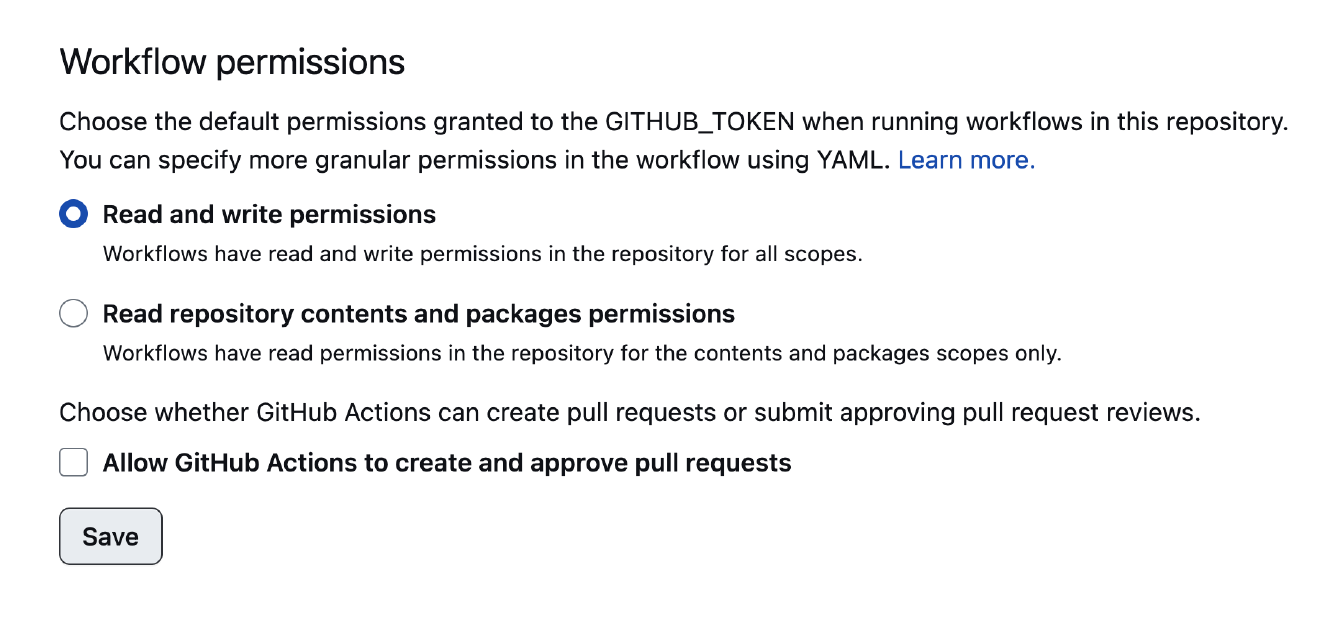 Workflow permissions
Choose the default permissions granted to the GITHUB_TOKEN when running workflows in this repository.
You can specify more granular permissions in the workflow using YAML. Learn more.
Read and write permissions
Workflows have read and write permissions in the repository for all scopes.
Read repository contents and packages permissions
Workflows have read permissions in the repository for the contents and packages scopes only.
Choose whether GitHub Actions can create pull requests or submit approving pull request reviews.
Allow GitHub Actions to create and approve pull requests
Save